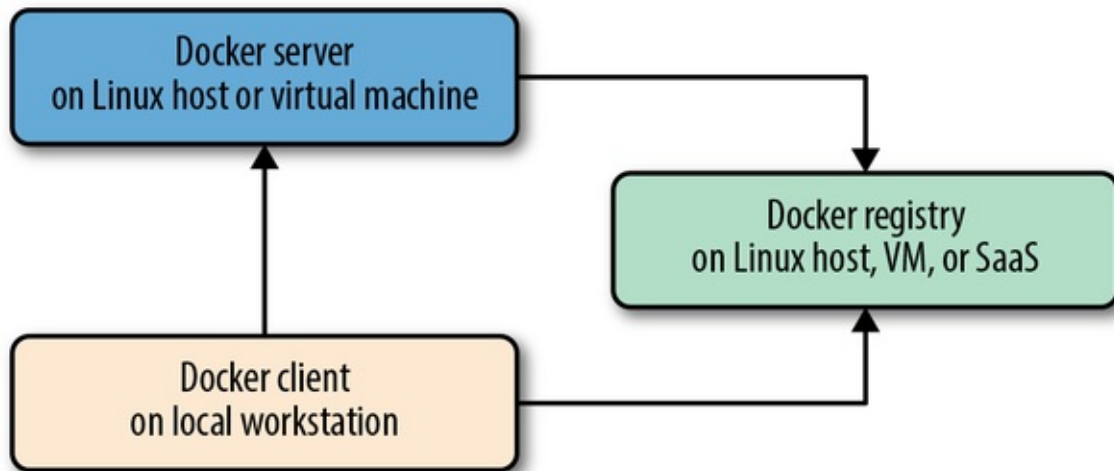 Docker server
on Linux host or virtual machine
Docker registry
on Linux host, VM, or SaaS
Docker client
on local workstation